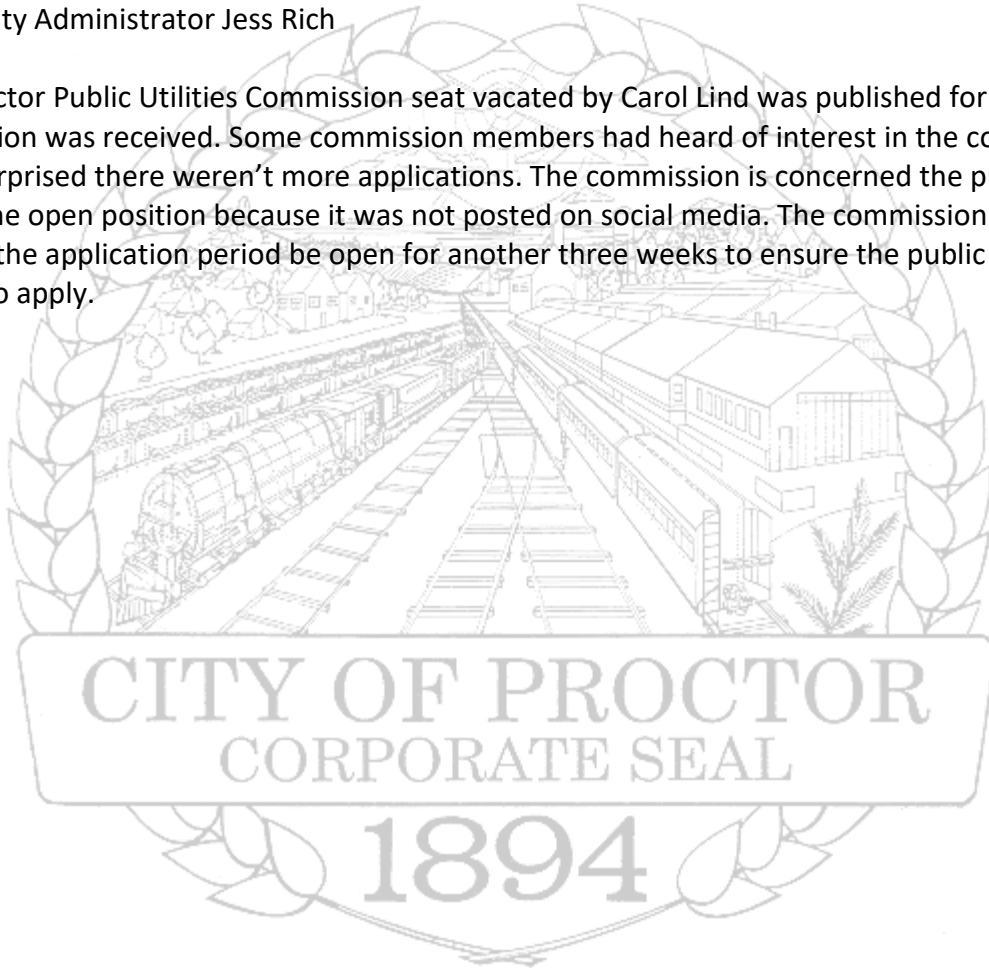 ty Administrator Jess Rich
ctor Public Utilities Commission seat vacated by Carol Lind was published for
ion was received. Some commission members had heard of interest in the co
rprised there weren’t more applications. The commission is concerned the p
ne open position because it was not posted on social media. The commission
the application period be open for another three weeks to ensure the public
o apply.
CITY OF PROCTOR
CORPORATE SEAL
1894